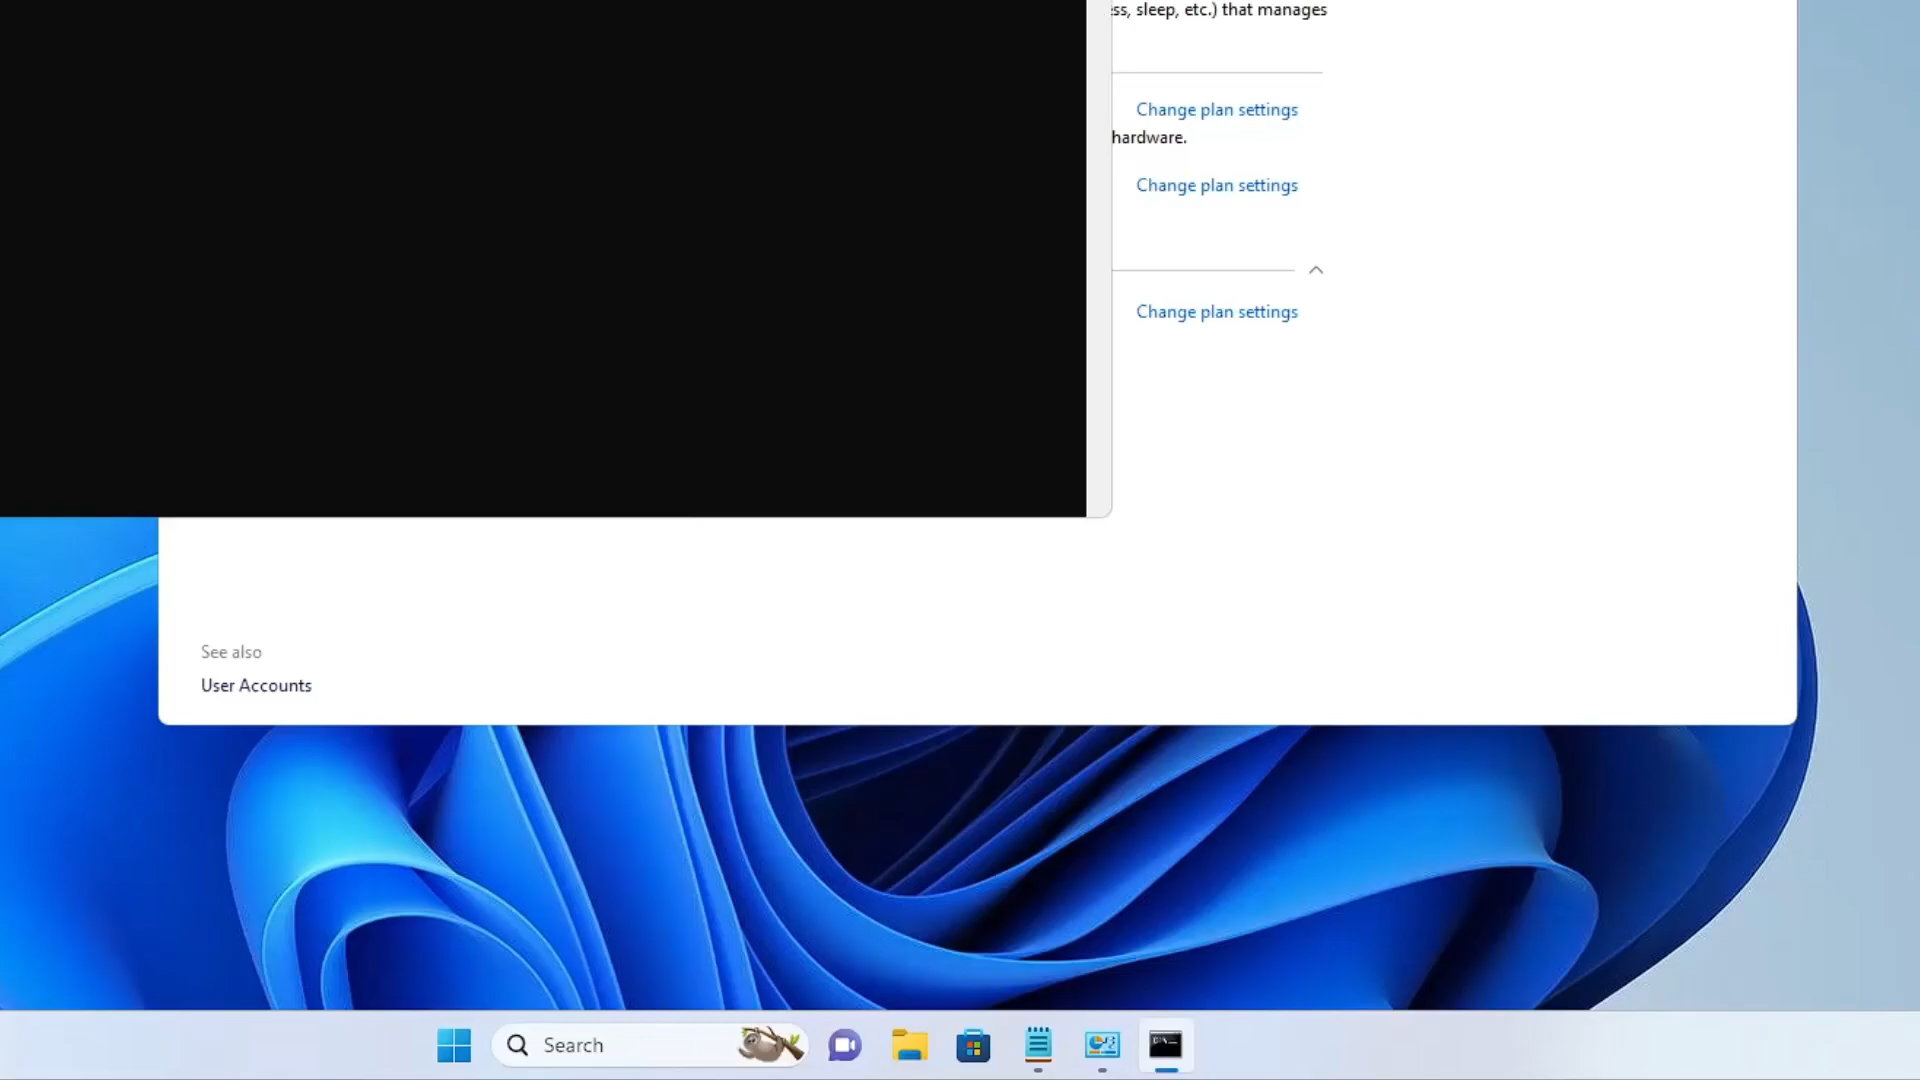 sleep, etc.) that manages
Change plan settings
hardware.
Change plan settings
Change plan settings
See also
User Accounts
Search